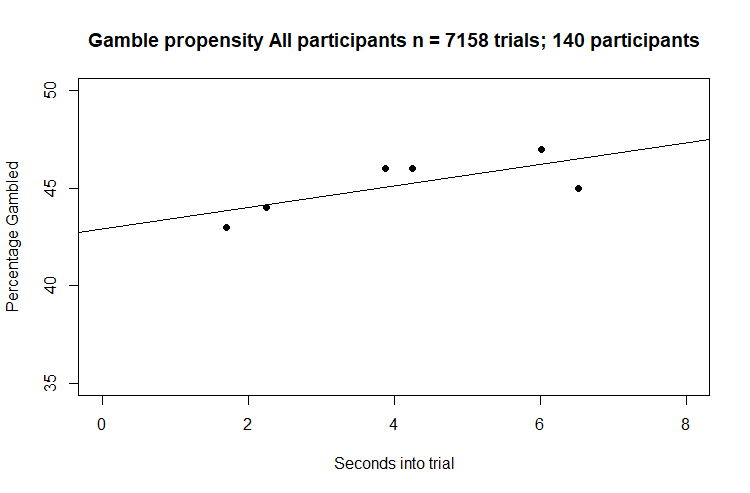 Gamble propensity All participants n = 7158 trials; 140 participants
50
45
40
35
Percentage Gambled
0 2 4 6 8
Seconds into trial